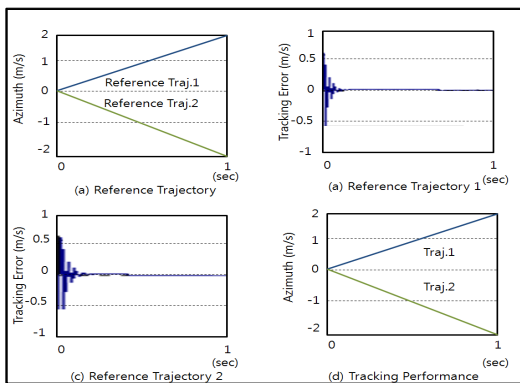 2
1
0
-1
-2
Azimuth (m/s)
Reference Traj.1
Reference Traj.2
0
1
(sec)
(a) Reference Trajectory
1
0.5
0
-0.5
-1
Tracking Error (m/s)
0
1
(sec)
(a) Reference Trajectory 1
1
0.5
0
-0.5
-1
Tracking Error (m/s)
0
1
(sec)
(c) Reference Trajectory 2
2
1
0
-1
-2
Azimuth (m/s)
Traj.1
Traj.2
0
1
(sec)
(d) Tracking Performance